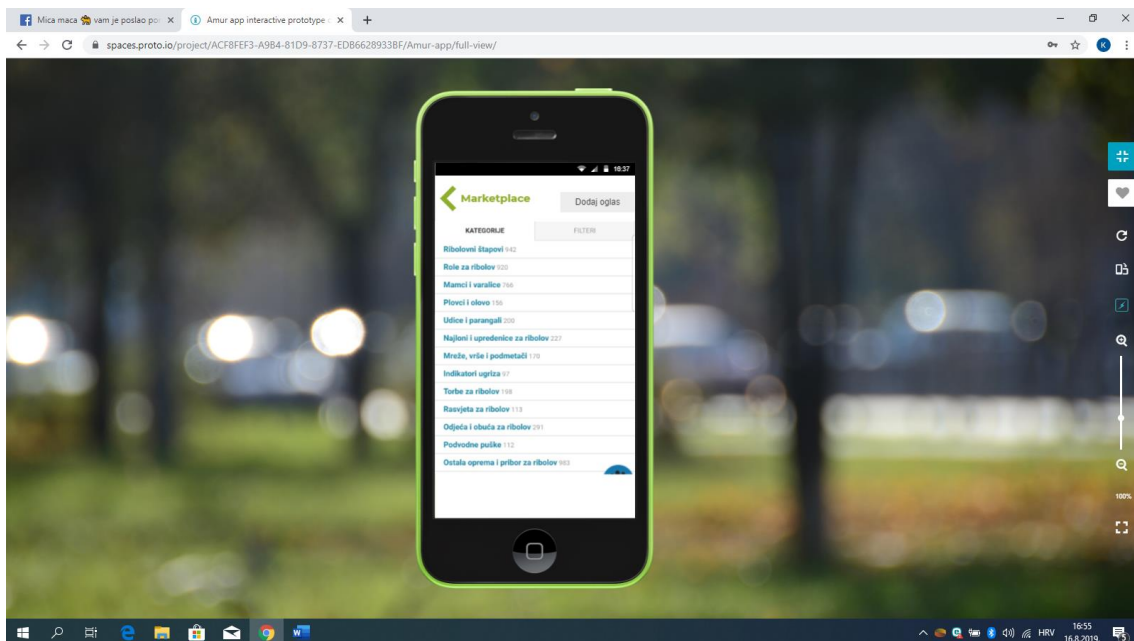 Mica maca 🙊 vam je poslao po
Amur app interactive prototype
spaces.proto.io/project/ACF8FEF3-A9B4-81D9-8737-EDB6628933BF/Amur-app/full-view/
K
16:37
Marketplace
Dodaj oglas
KATEGORIJE FILTERI
Ribolovni štapovi 942
Role za ribolov 920
Mamci i varalice 766
Plovci i olovo 156
Udice i parangali 200
Najloni i upredenice za ribolov 227
Mreže, vrše i podmetači 170
Indikatori ugriza 97
Torbe za ribolov 198
Rasvjeta za ribolov 113
Odjeća i obuća za ribolov 291
Podvodne puške 112
Ostala oprema i pribor za ribolov 983
100%
HRV
16:55
16.8.2019.